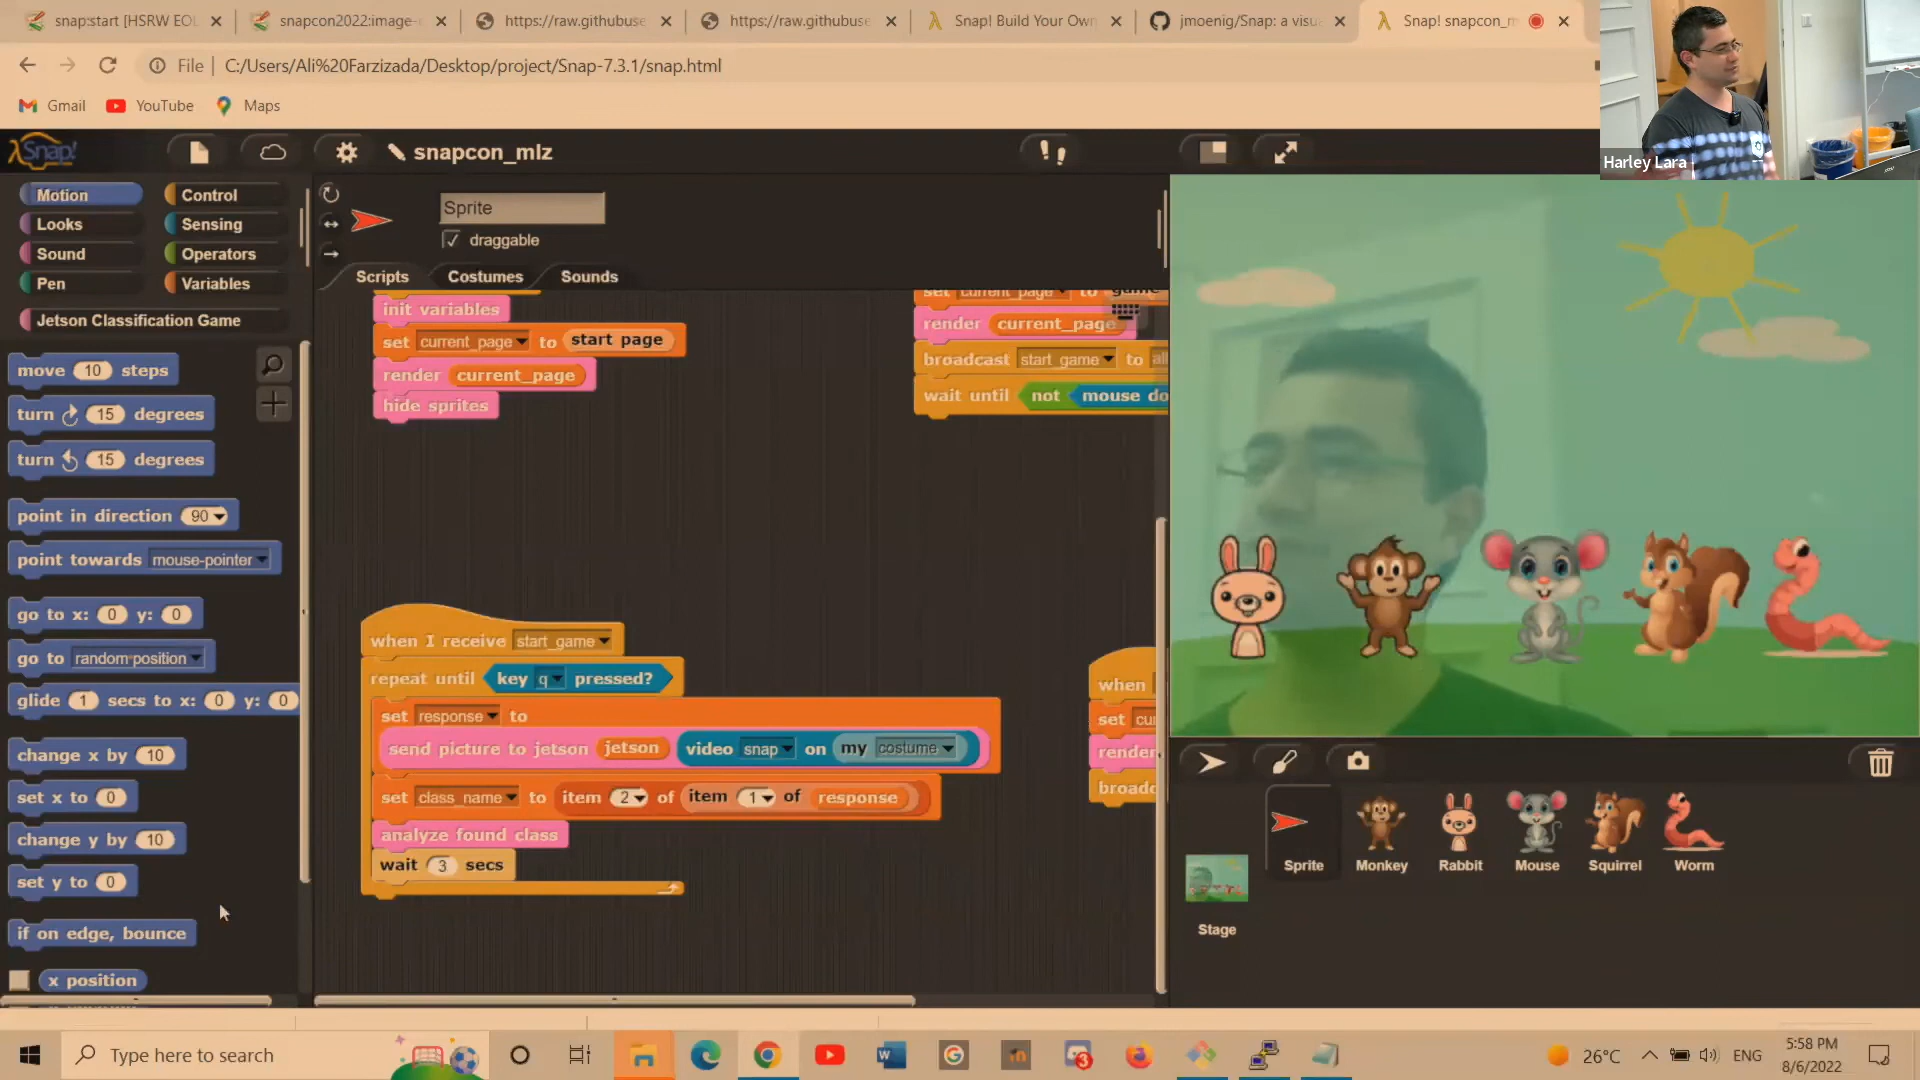 snap:start [HSRW EOL
snapcon2022:image-
https://raw.githubuse
https://raw.githubuse
Snap! Build Your Own
jmoenig/Snap: a visu
Snap! snapcon_m
File
C:/Users/Ali%20Farzizada/Desktop/project/Snap-7.3.1/snap.html
Gmail
YouTube
Maps
Harley Lara
Snap!
snapcon_mlz
Motion
Control
Looks
Sensing
Sound
Operators
Pen
Variables
Jetson Classification Game
Sprite
draggable
Scripts
Costumes
Sounds
move 10 steps
turn 15 degrees
turn 15 degrees
point in direction 90
point towards mouse-pointer
go to x: 0 y: 0
go to random position
glide 1 secs to x: 0 y: 0
change x by 10
set x to 0
change y by 10
set y to 0
if on edge, bounce
x position
init variables
set current_page to start page
render current_page
hide sprites
set current_page to game
render current_page
broadcast start_game to all
wait until not mouse do
when I receive start_game
repeat until key q pressed?
set response to
send picture to jetson jetson video snap on my costume
set class_name to item 2 of item 1 of response
analyze found class
wait 3 secs
when
set cur
render
broadc
Stage
Sprite
Monkey
Rabbit
Mouse
Squirrel
Worm
Type here to search
3
26°C
ENG
5:58 PM
8/6/2022